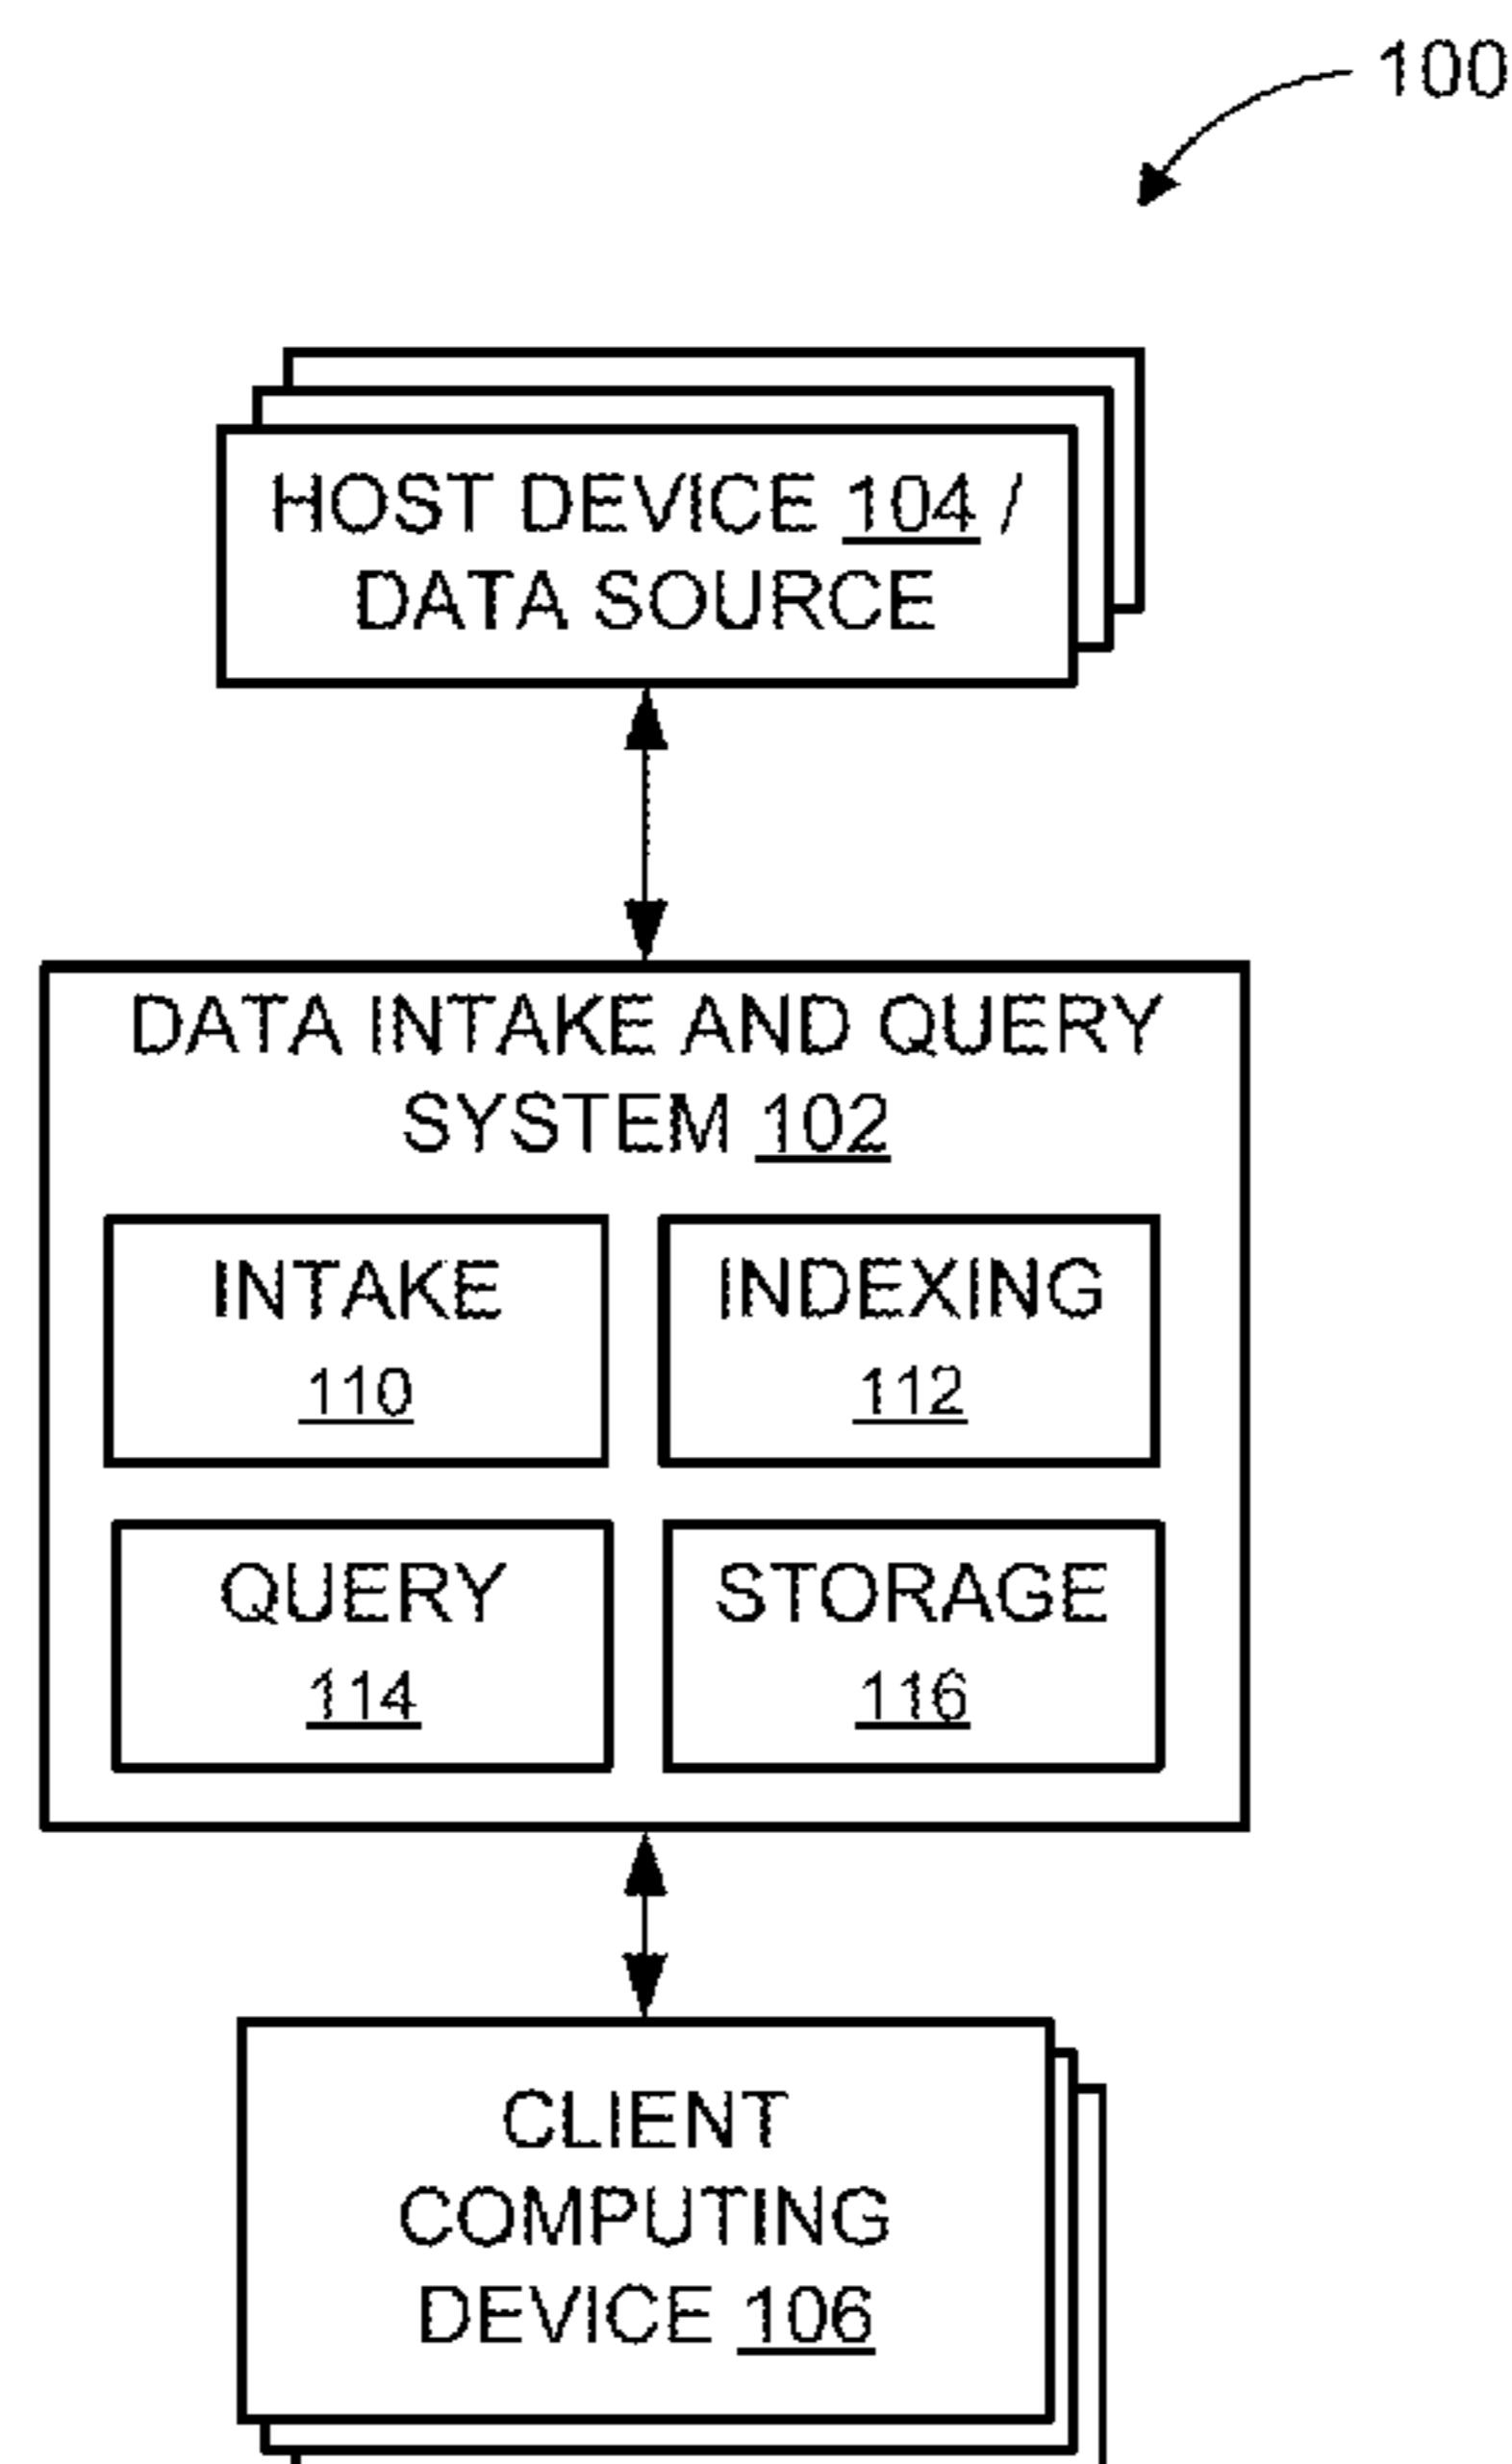 100
HOST DEVICE 104 /
DATA SOURCE
DATA INTAKE AND QUERY
SYSTEM 102
INTAKE
110
INDEXING
112
QUERY
114
STORAGE
116
CLIENT
COMPUTING
DEVICE 106